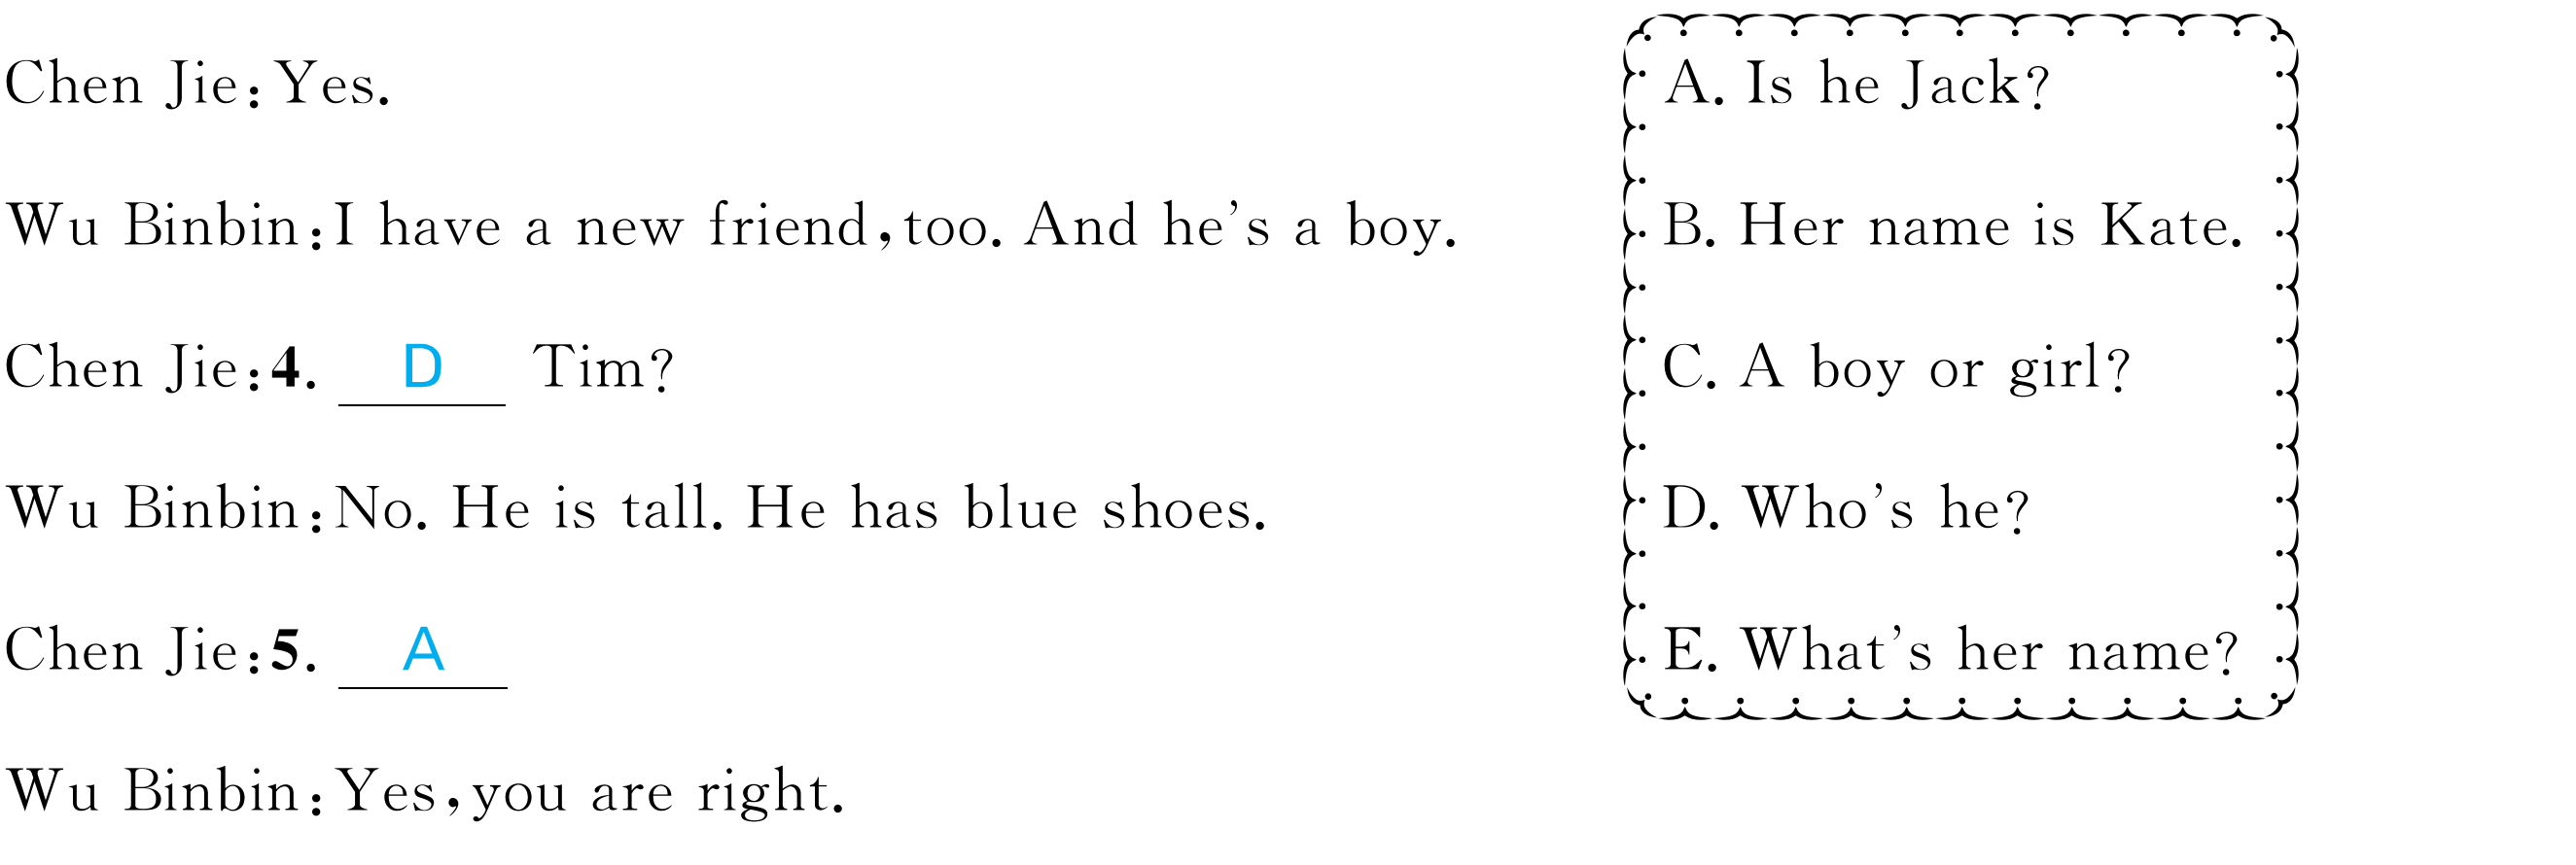 Chen Jie:Yes.
Wu Binbin:I have a new friend,too. And he's a boy.
Chen Jie:4. D Tim?
Wu Binbin:No. He is tall. He has blue shoes.
Chen Jie:5. A
Wu Binbin:Yes,you are right.
A. Is he Jack?
B. Her name is Kate.
C. A boy or girl?
D. Who's he?
E. What's her name?